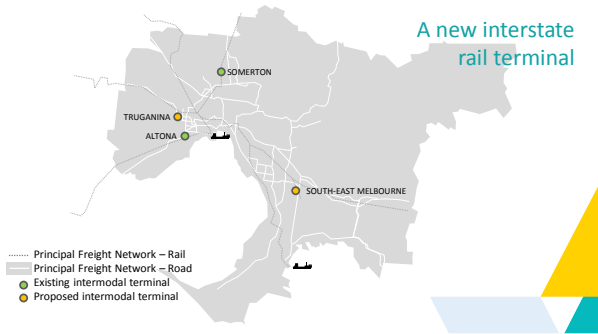 A new interstate
rail terminal
SOMERTON
TRUGANINA
ALTONA
SOUTH-EAST MELBOURNE
Principal Freight Network – Rail
Principal Freight Network – Road
Existing intermodal terminal
Proposed intermodal terminal